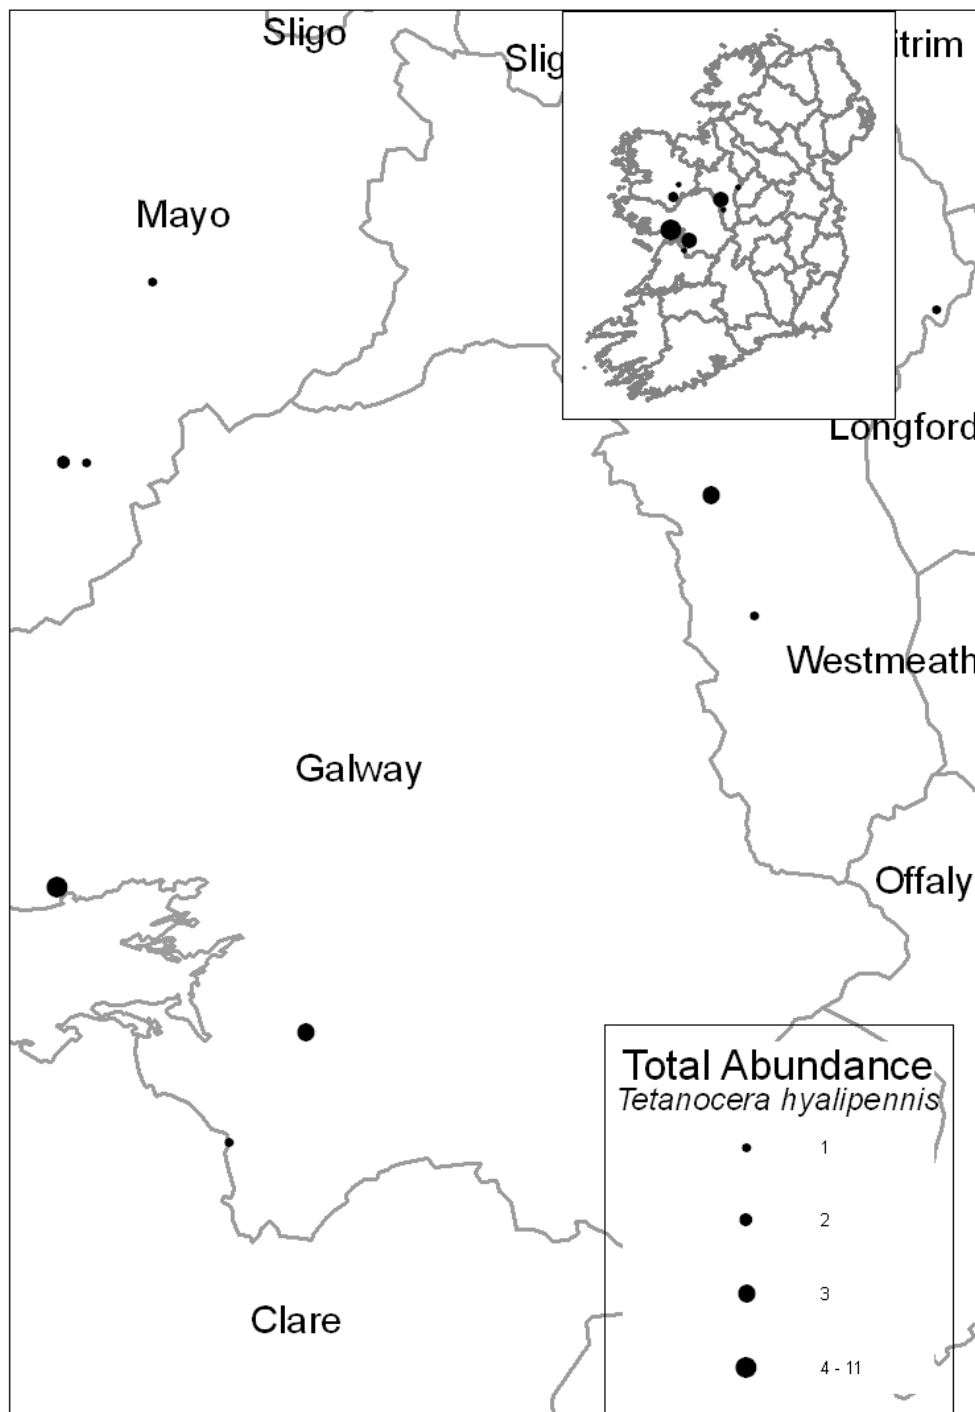 Sligo
Slig
itrim
Mayo
Longford
Westmeath
Galway
Offaly
Clare
Total Abundance
Tetanocera hyalipennis
1
2
3
4 - 11